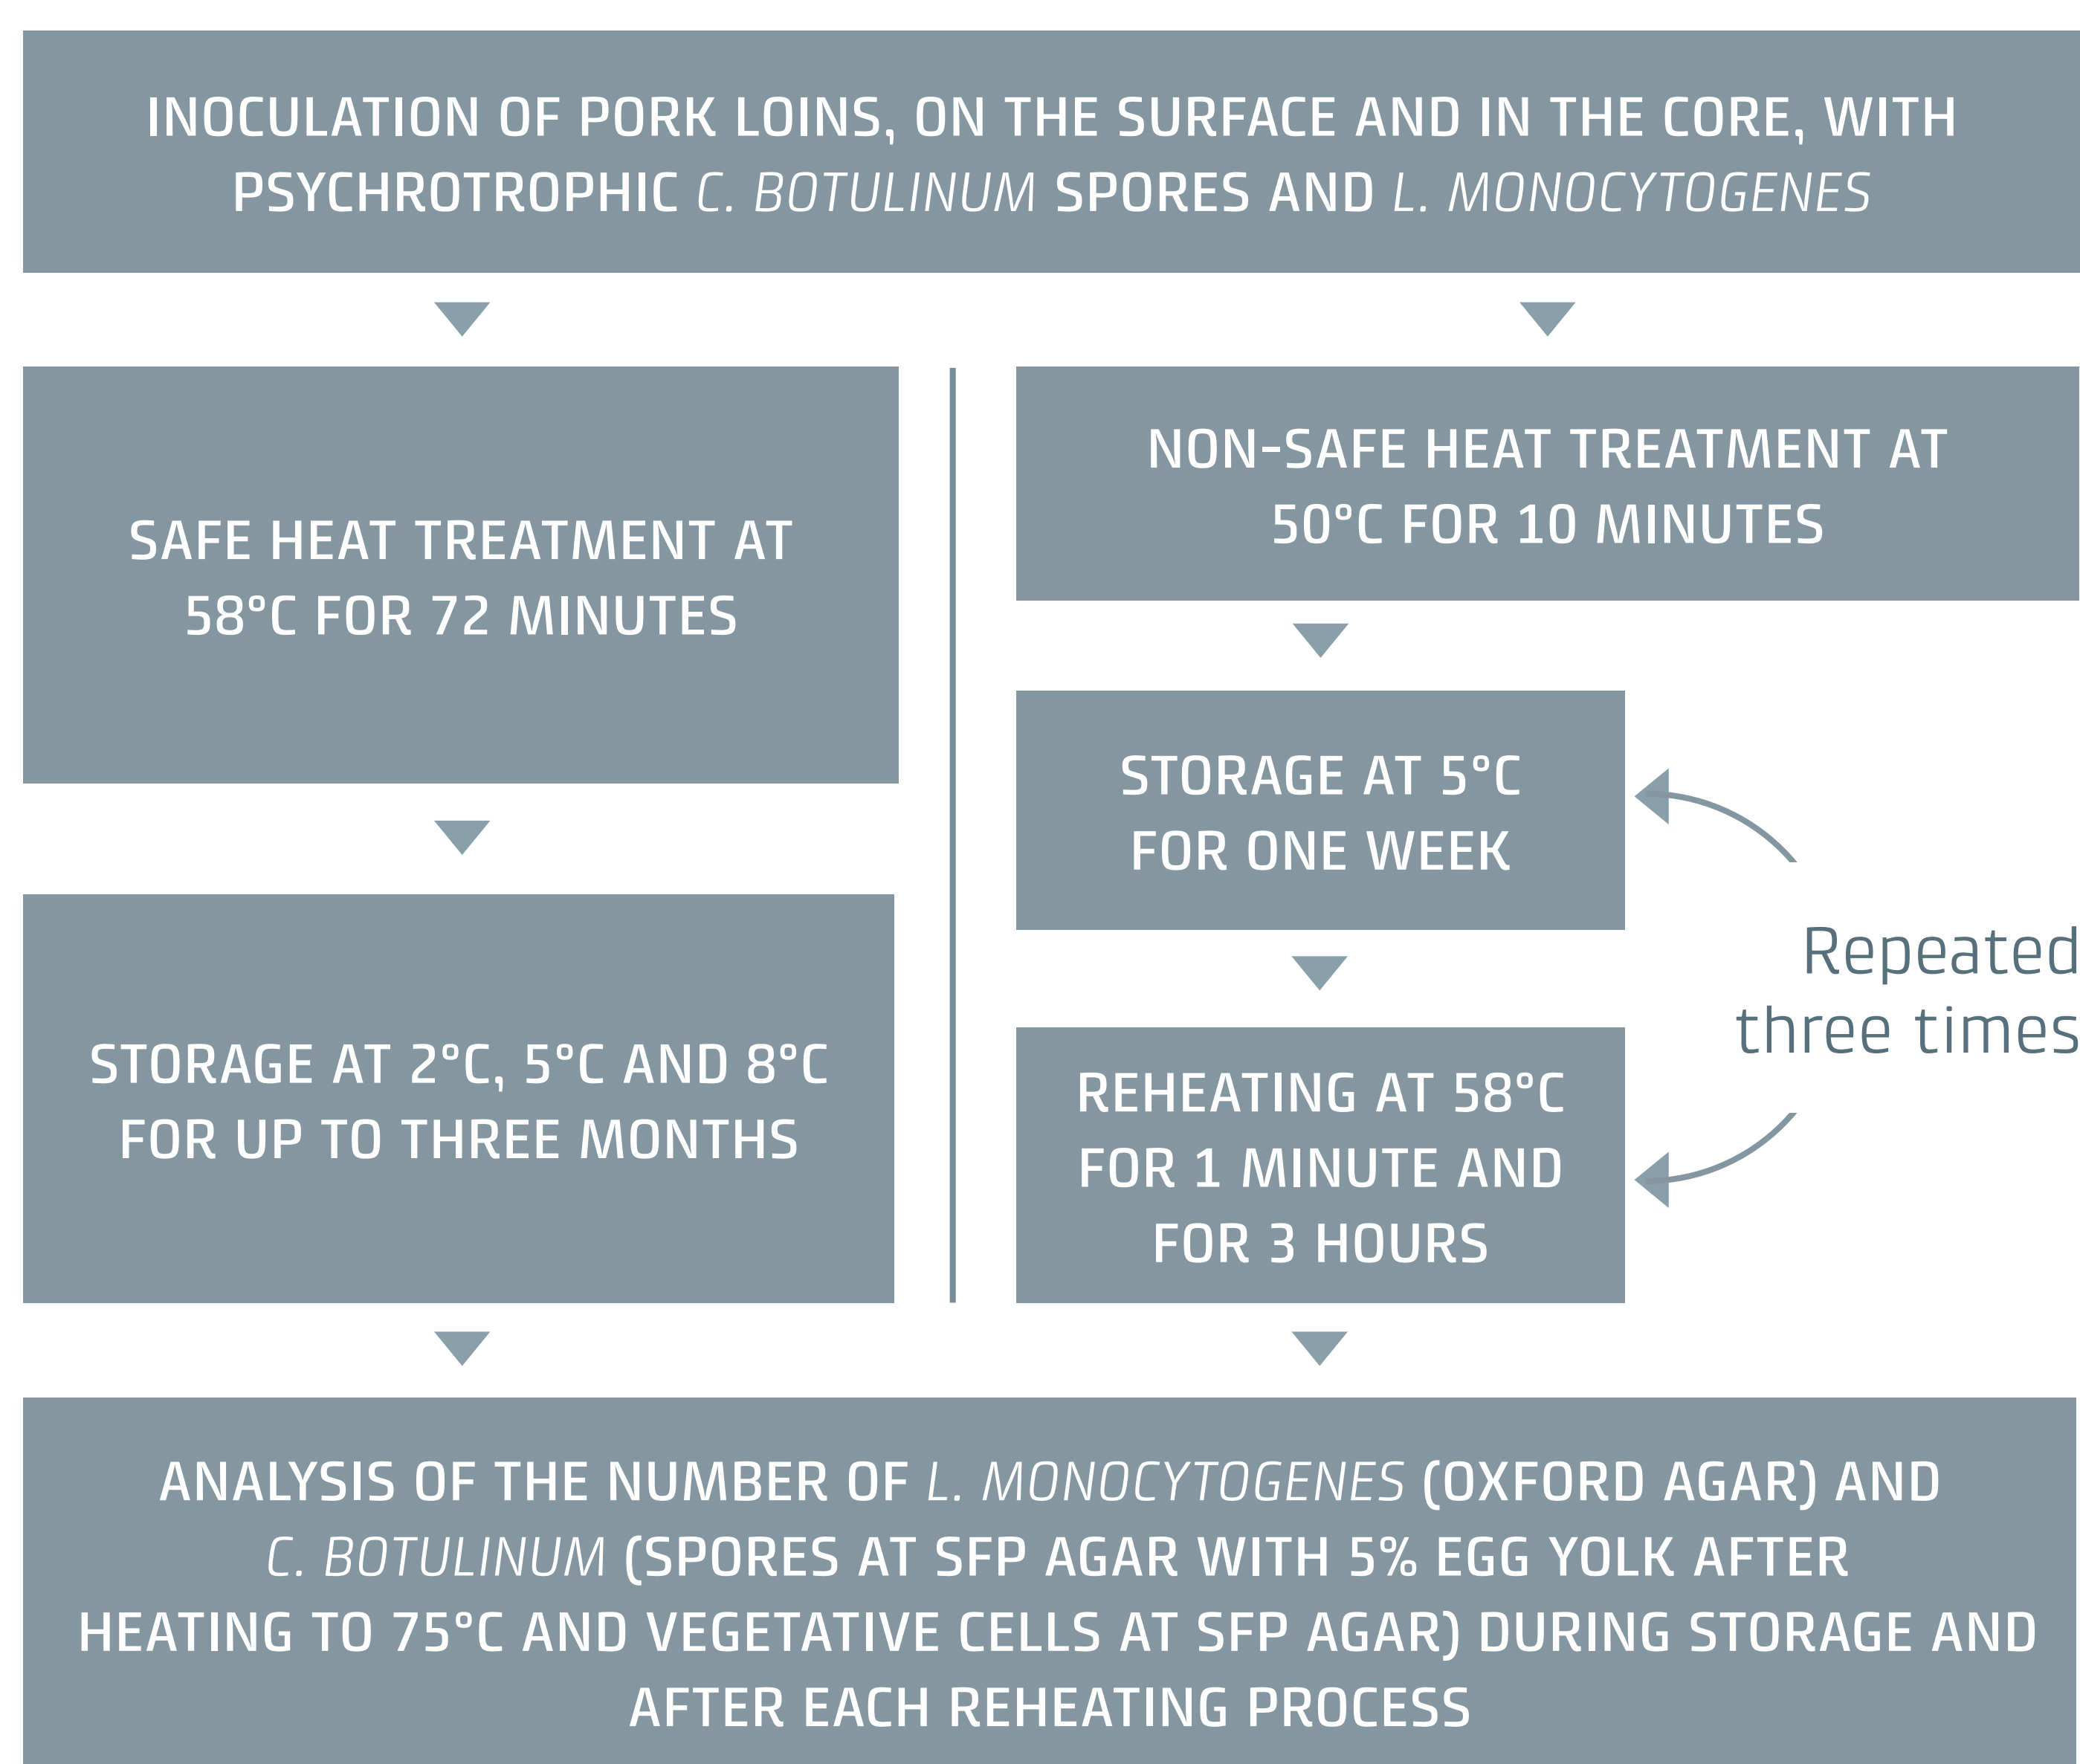 INOCULATION OF PORK LOINS, ON THE SURFACE AND IN THE CORE, WITH
PSYCHROTROPHIC C. BOTULINUM SPORES AND L. MONOCYTOGENES
SAFE HEAT TREATMENT AT
58°C FOR 72 MINUTES
STORAGE AT 2°C, 5°C AND 8°C
FOR UP TO THREE MONTHS
NON-SAFE HEAT TREATMENT AT
50°C FOR 10 MINUTES
STORAGE AT 5°C
FOR ONE WEEK
REHEATING AT 58°C
FOR 1 MINUTE AND
FOR 3 HOURS
Repeated
three times
ANALYSIS OF THE NUMBER OF L. MONOCYTOGENES (OXFORD AGAR) AND
C. BOTULINUM (SPORES AT SFP AGAR WITH 5% EGG YOLK AFTER
HEATING TO 75°C AND VEGETATIVE CELLS AT SFP AGAR) DURING STORAGE AND
AFTER EACH REHEATING PROCESS